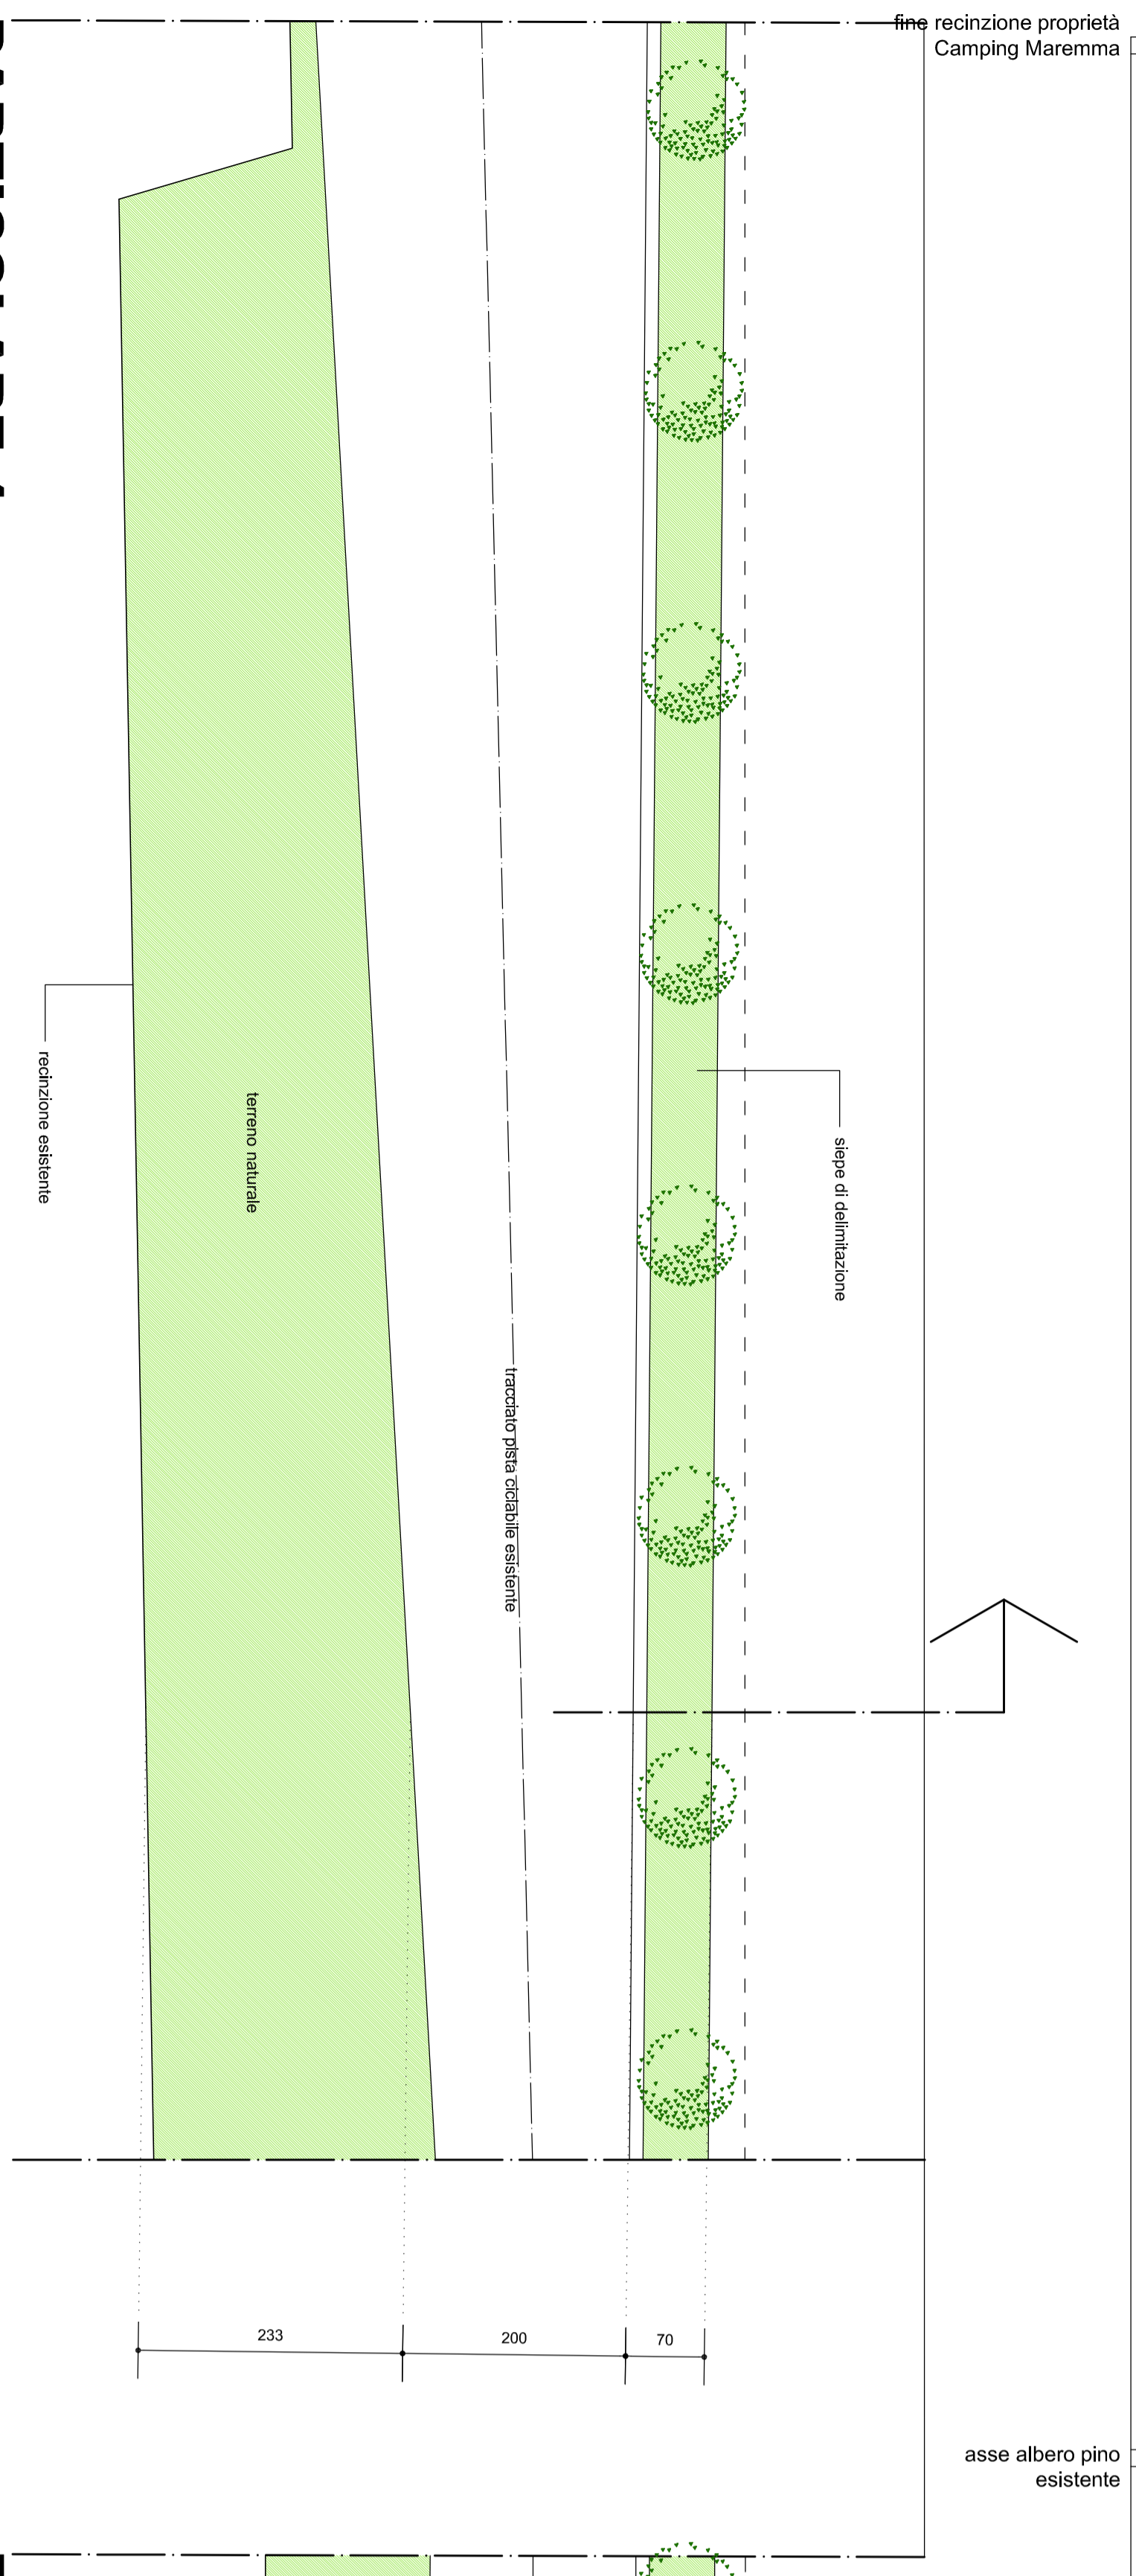 fine recinzione proprietà
Camping Maremma
recinzione esistente
terreno naturale
siepe di delimitazione
tracciato pista ciclabile esistente
233
200
70
asse albero pino
esistente